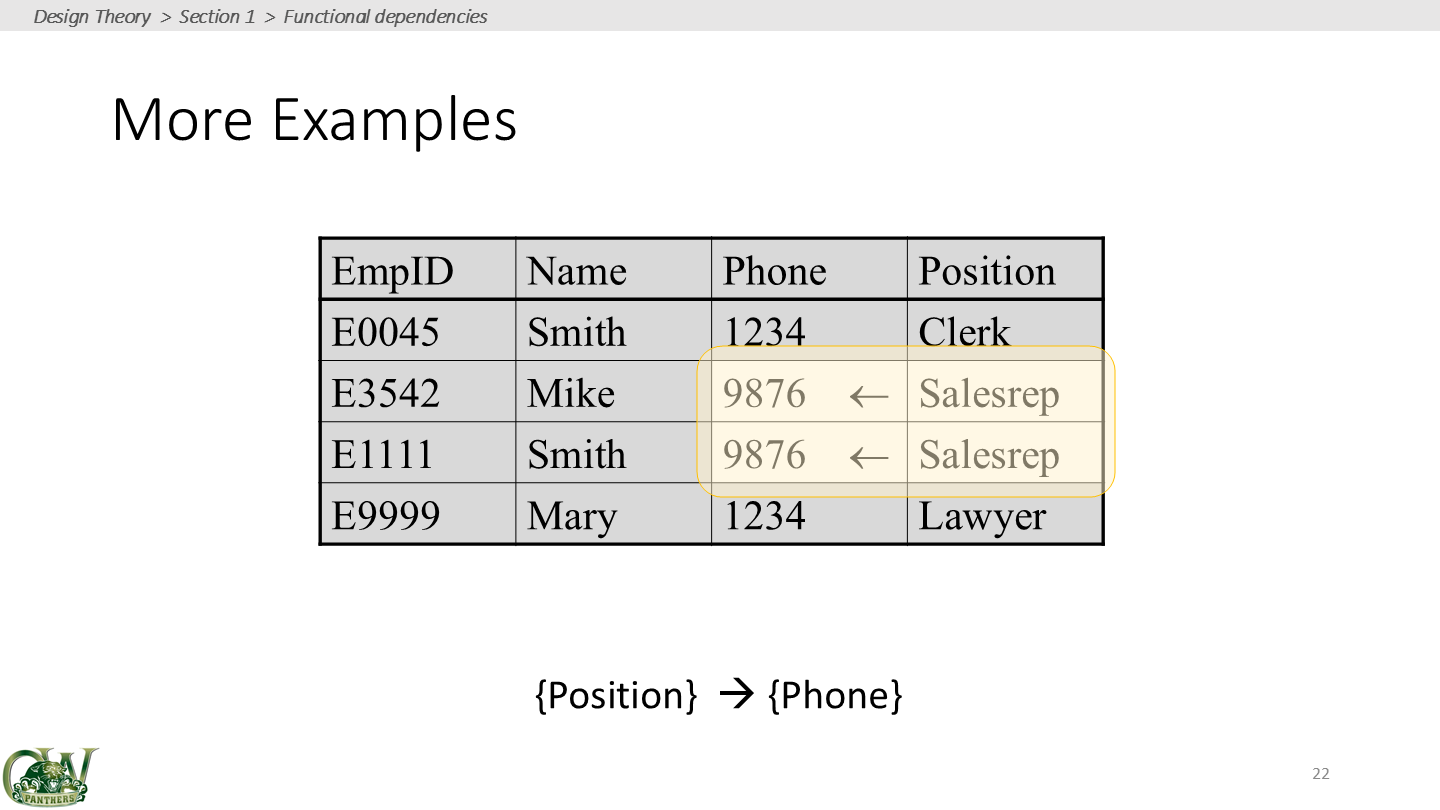 Design Theory > Section 1 > Functional dependencies
More Examples
EmpID Name Phone Position
E0045 Smith 1234 Clerk
E3542 Mike 9876 ← Salesrep
E1111 Smith 9876 ← Salesrep
E9999 Mary 1234 Lawyer
{Position} → {Phone}
CW
PANTHERS
22